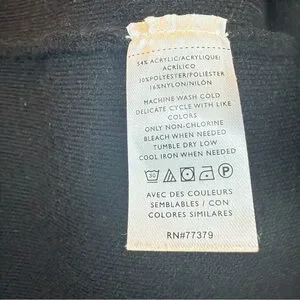 54% ACRYLIC/ACRYLIQUE/
ACRÍLICO
30%POLYESTER/POLIÉSTER
16%NYLON/NILÓN
MACHINE WASH COLD
DELICATE CYCLE WITH LIKE
COLORS
ONLY NON-CHLORINE
BLEACH WHEN NEEDED
TUMBLE DRY LOW
COOL IRON WHEN NEEDED
30 P
AVEC DES COULEURS
SEMBLABLES / CON
COLORES SIMILARES
RN#77379